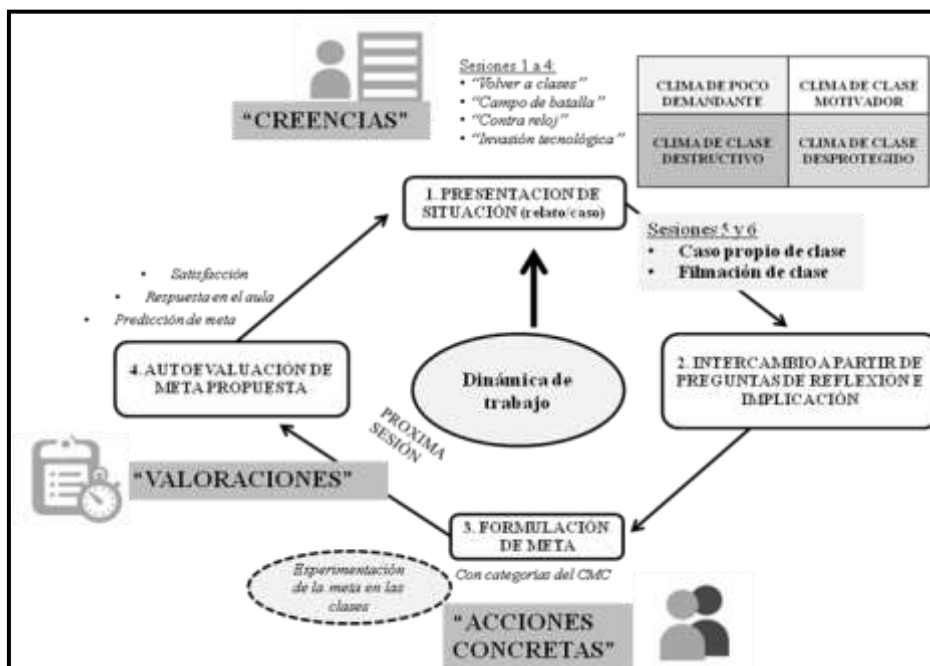 "CREENCIAS"
Sesiones 1 a 4:
• "Volver a clases"
• "Campo de batalla"
• "Contra reloj"
• "Invasión tecnológica"
CLIMA DE POCO
DEMANDANTE
CLIMA DE CLASE
MOTIVADOR
CLIMA DE CLASE
DESTRUCTIVO
CLIMA DE CLASE
DESPROTEGIDO
1. PRESENTACION DE
SITUACIÓN (relato/caso)
Sesiones 5 y 6
• Caso propio de clase
• Filmación de clase
• Satisfacción
• Respuesta en el aula
• Predicción de meta
4. AUTOEVALUACIÓN DE
META PROPUESTA
Dinámica de
trabajo
2. INTERCAMBIO A PARTIR DE
PREGUNTAS DE REFLEXION E
IMPLICACIÓN
PROXIMA
SESIÓN
"VALORACIONES"
3. FORMULACIÓN
DE META
Con categorías del CMC
Experimentación
de la meta en las
clases
"ACCIONES
CONCRETAS"